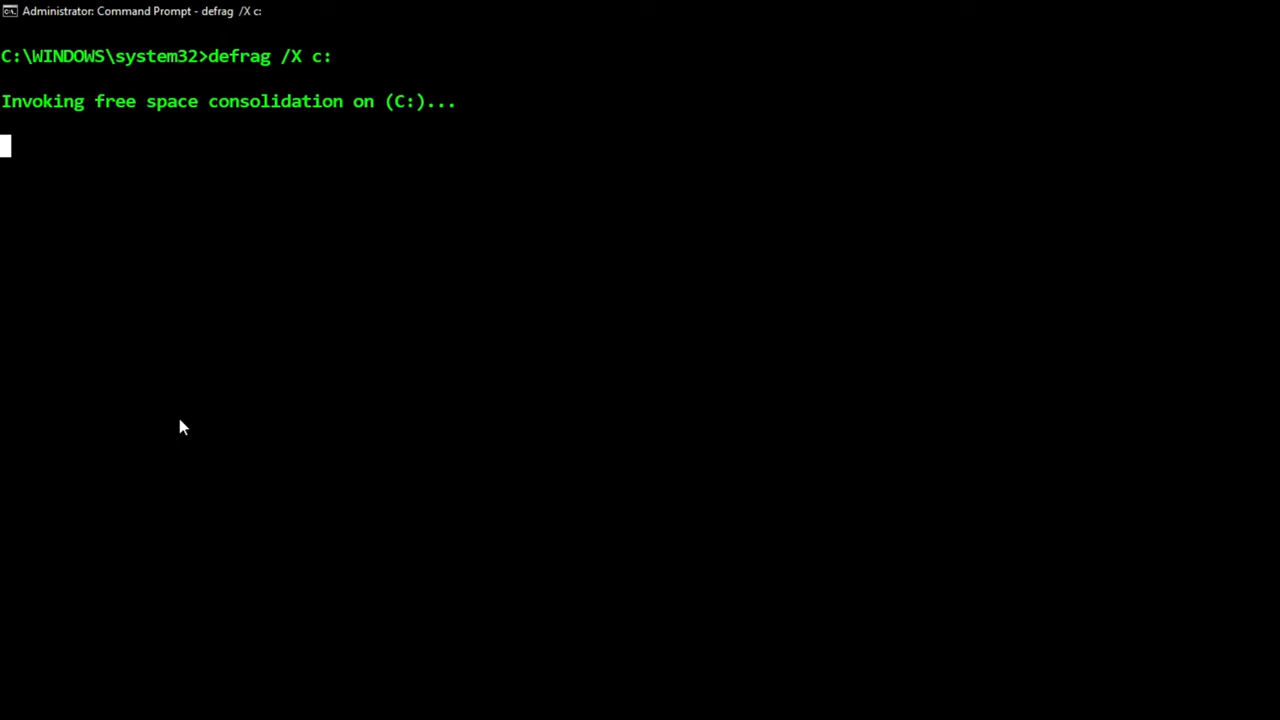 Administrator: Command Prompt - defrag  /X c:
C:\WINDOWS\system32>defrag /X c:
Invoking free space consolidation on (C:)...